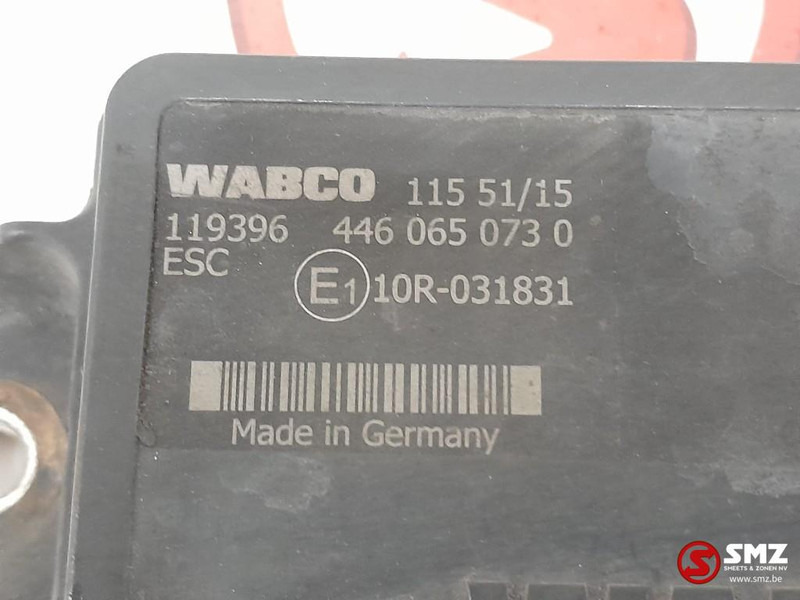 WABCO 115 51/15
119396 446 065 073 0
ESC
E1 10R-031831
Made in Germany
SMZ
SMEETS & ZONEN NV
www.smz.be